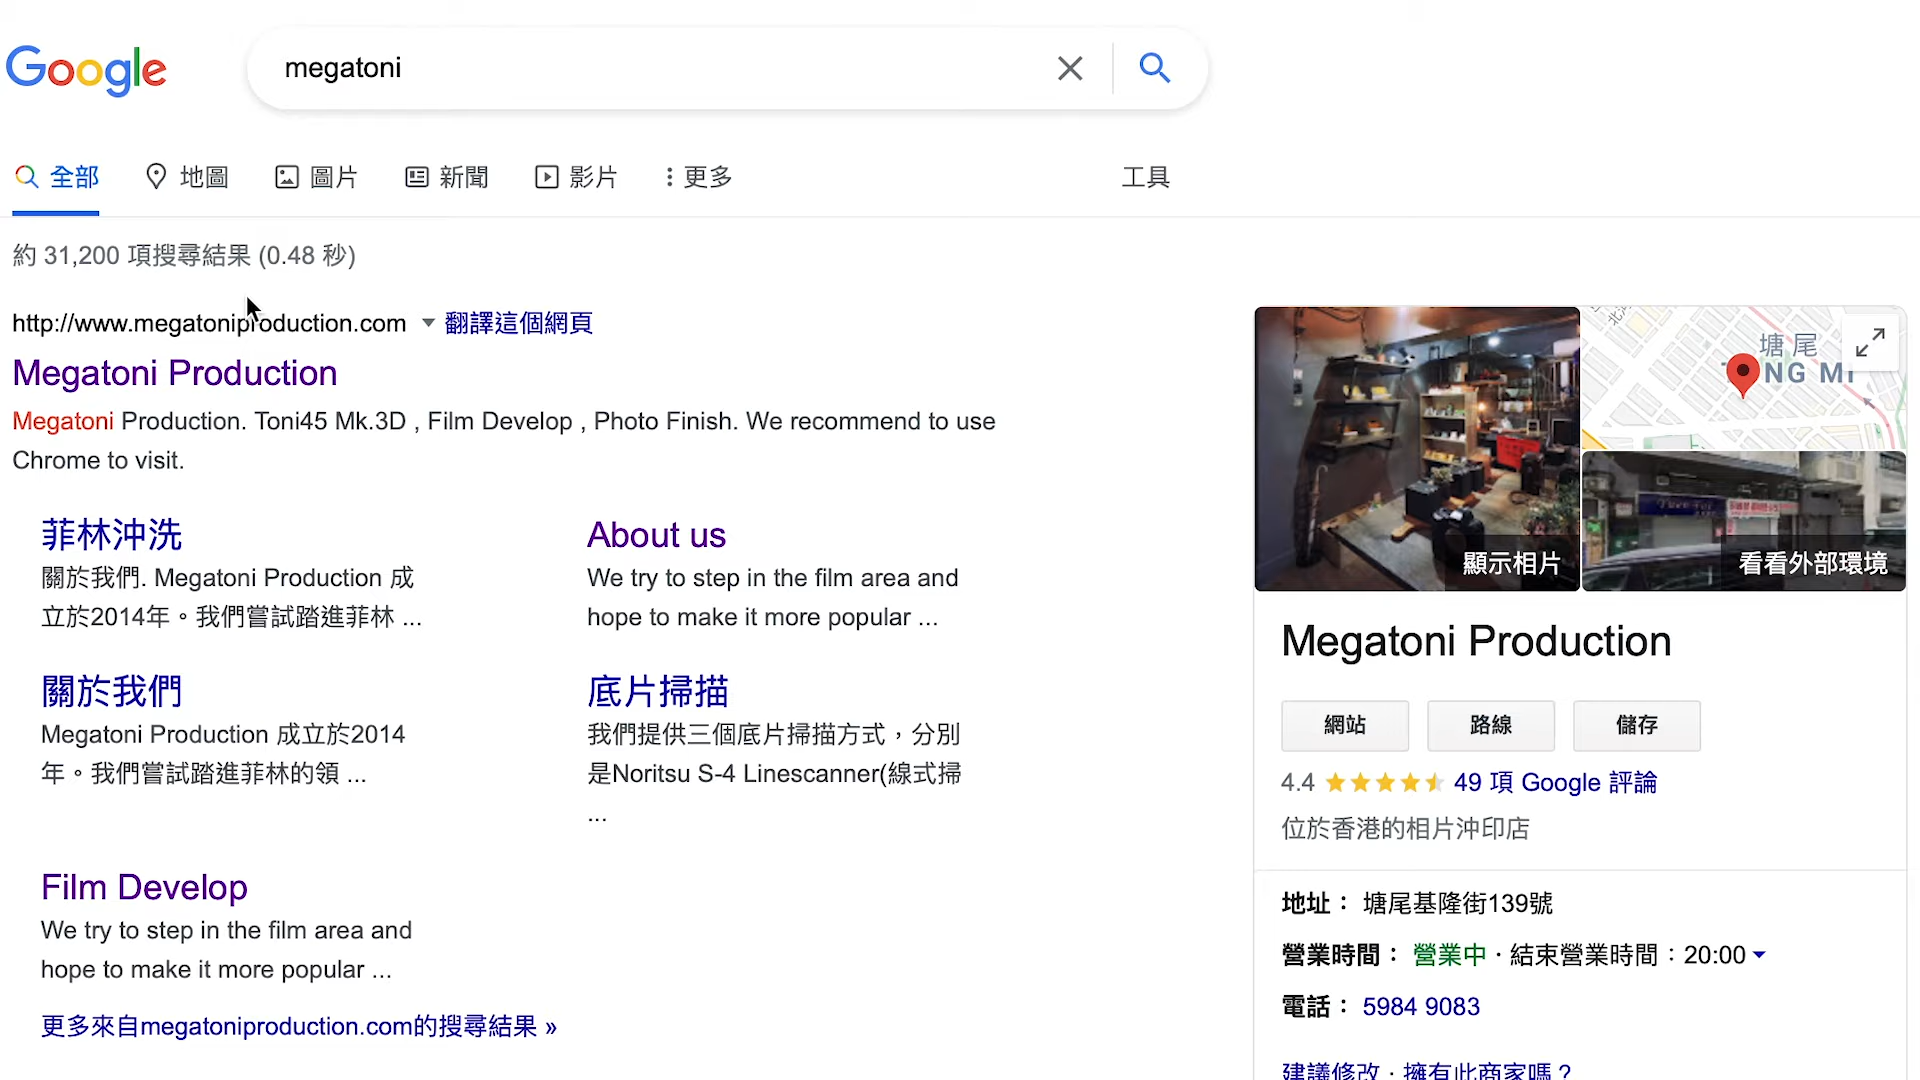 Google
megatoni
全部
地圖
圖片
新聞
影片
更多
工具
約 31,200 項搜尋結果 (0.48 秒)
http://www.megatoniproduction.com
翻譯這個網頁
Megatoni Production
Megatoni Production. Toni45 Mk.3D , Film Develop , Photo Finish. We recommend to use
Chrome to visit.
菲林沖洗
關於我們. Megatoni Production 成
立於2014年。我們嘗試踏進菲林 ...
About us
We try to step in the film area and
hope to make it more popular ...
關於我們
Megatoni Production 成立於2014
年。我們嘗試踏進菲林的領 ...
底片掃描
我們提供三個底片掃描方式，分別
是Noritsu S-4 Linescanner(線式掃
...
Film Develop
We try to step in the film area and
hope to make it more popular ...
更多來自megatoniproduction.com的搜尋結果 »
塘尾
顯示相片
看看外部環境
Megatoni Production
網站
路線
儲存
4.4
49 項 Google 評論
位於香港的相片沖印店
地址： 塘尾基隆街139號
營業時間： 營業中 · 結束營業時間：20:00
電話： 5984 9083
建議修改 · 擁有此商家嗎？